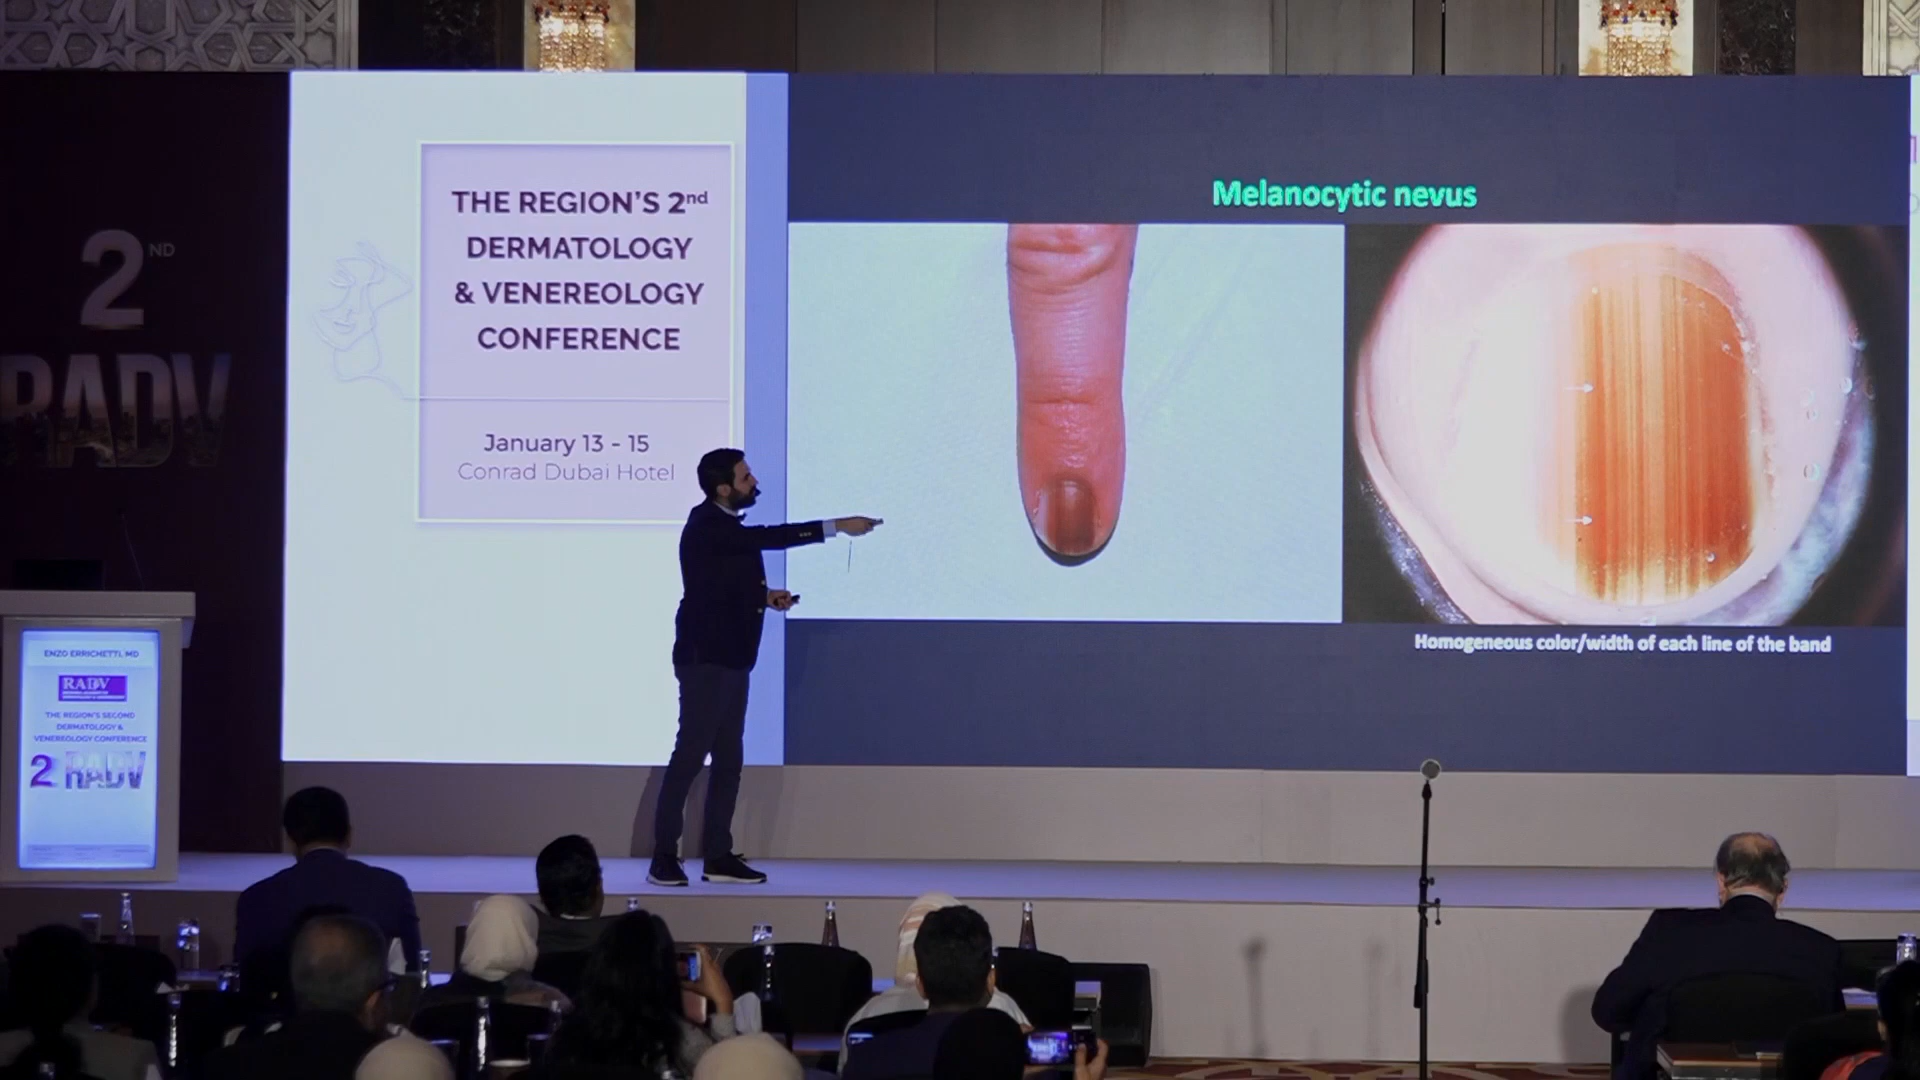 2ND
RADV
THE REGION'S 2nd
DERMATOLOGY
& VENEREOLOGY
CONFERENCE
January 13 - 15
Conrad Dubai Hotel
Melanocytic nevus
Homogeneous color/width of each line of the band
ENZO ERRICHETTI, MD
RADV
THE REGION'S SECOND
DERMATOLOGY &
VENEREOLOGY CONFERENCE
2 RADV